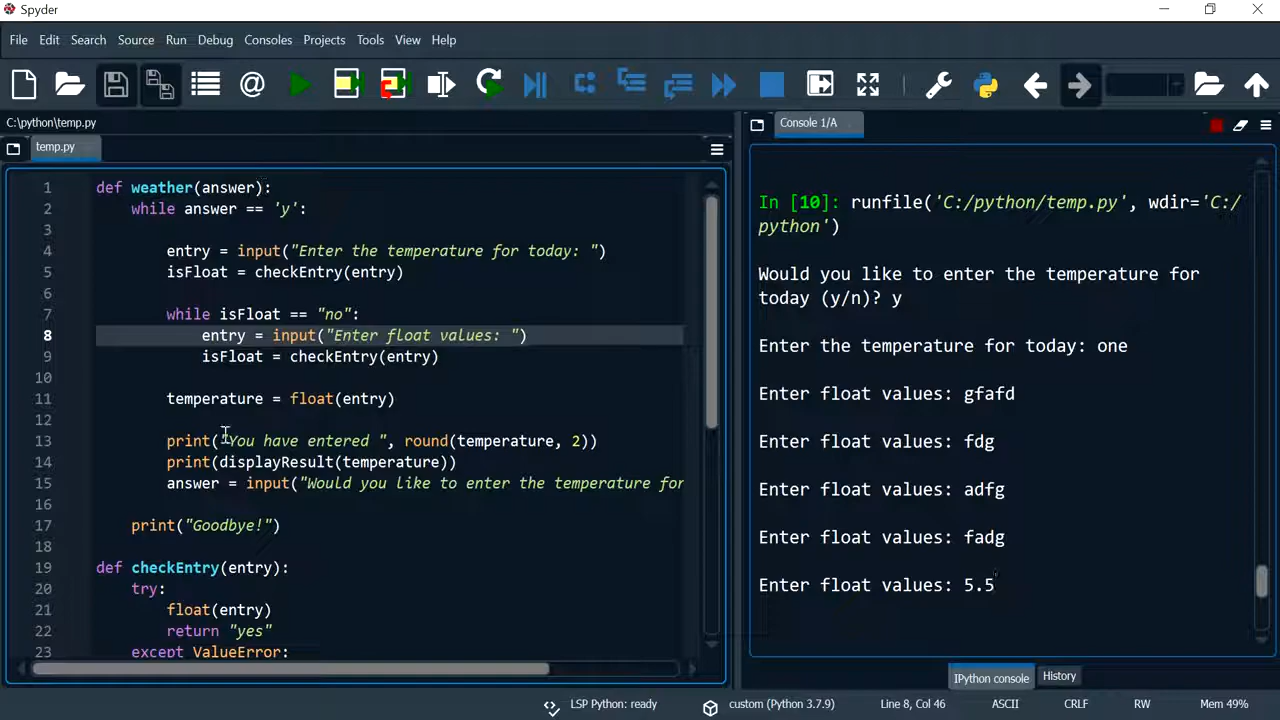 Spyder
File Edit Search Source Run Debug Consoles Projects Tools View Help
C:\python\temp.py
temp.py
1 def weather(answer):
2 while answer == 'y':
3
4 entry = input("Enter the temperature for today: ")
5 isFloat = checkEntry(entry)
6
7 while isFloat == "no":
8 entry = input("Enter float values: ")
9 isFloat = checkEntry(entry)
10
11 temperature = float(entry)
12
13 print("You have entered ", round(temperature, 2))
14 print(displayResult(temperature))
15 answer = input("Would you like to enter the temperature for
16
17 print("Goodbye!")
18
19 def checkEntry(entry):
20 try:
21 float(entry)
22 return "yes"
23 except ValueError:
Console 1/A
In [10]: runfile('C:/python/temp.py', wdir='C:/
python')
Would you like to enter the temperature for
today (y/n)? y
Enter the temperature for today: one
Enter float values: gfafd
Enter float values: fdg
Enter float values: adfg
Enter float values: fadg
Enter float values: 5.5
IPython console History
LSP Python: ready custom (Python 3.7.9) Line 8, Col 46 ASCII CRLF RW Mem 49%